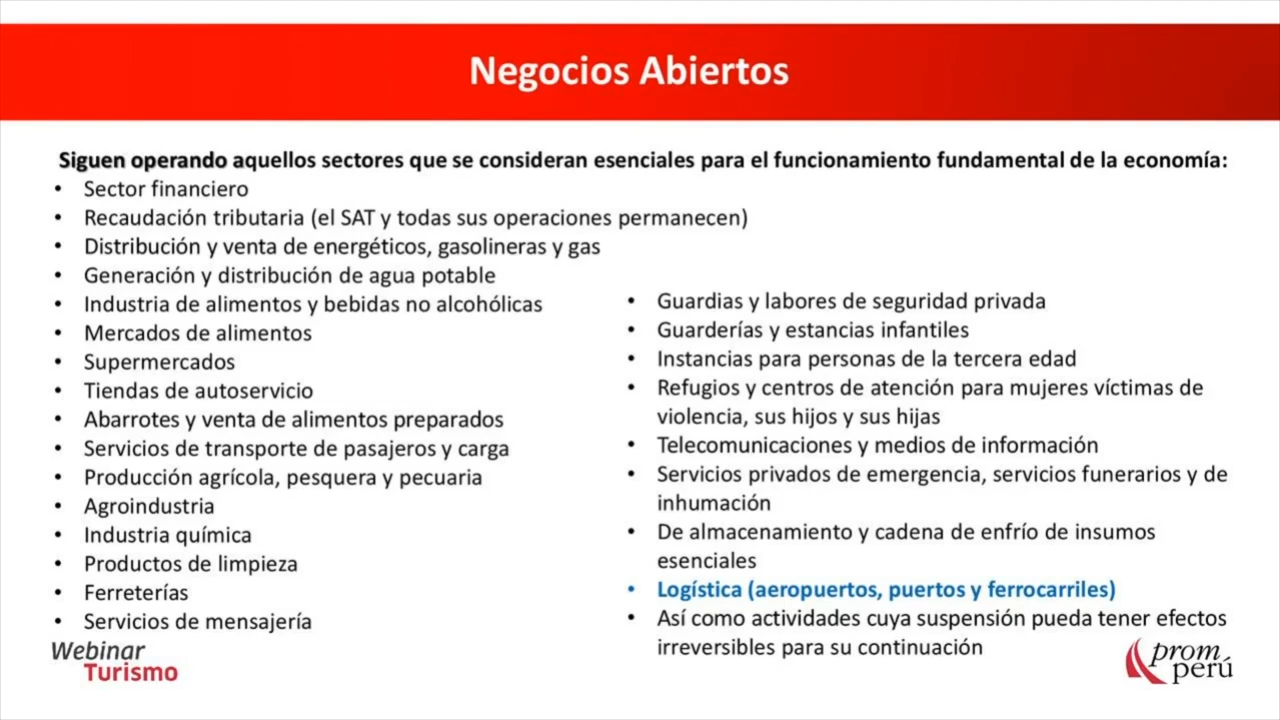 Negocios Abiertos
Siguen operando aquellos sectores que se consideran esenciales para el funcionamiento fundamental de la economía:
• Sector financiero
• Recaudación tributaria (el SAT y todas sus operaciones permanecen)
• Distribución y venta de energéticos, gasolineras y gas
• Generación y distribución de agua potable
• Industria de alimentos y bebidas no alcohólicas
• Mercados de alimentos
• Supermercados
• Tiendas de autoservicio
• Abarrotes y venta de alimentos preparados
• Servicios de transporte de pasajeros y carga
• Producción agrícola, pesquera y pecuaria
• Agroindustria
• Industria química
• Productos de limpieza
• Ferreterías
• Servicios de mensajería
• Guardias y labores de seguridad privada
• Guarderías y estancias infantiles
• Instancias para personas de la tercera edad
• Refugios y centros de atención para mujeres víctimas de
violencia, sus hijos y sus hijas
• Telecomunicaciones y medios de información
• Servicios privados de emergencia, servicios funerarios y de
inhumación
• De almacenamiento y cadena de enfrío de insumos
esenciales
• Logística (aeropuertos, puertos y ferrocarriles)
• Así como actividades cuya suspensión pueda tener efectos
irreversibles para su continuación
Webinar
Turismo
prom
perú